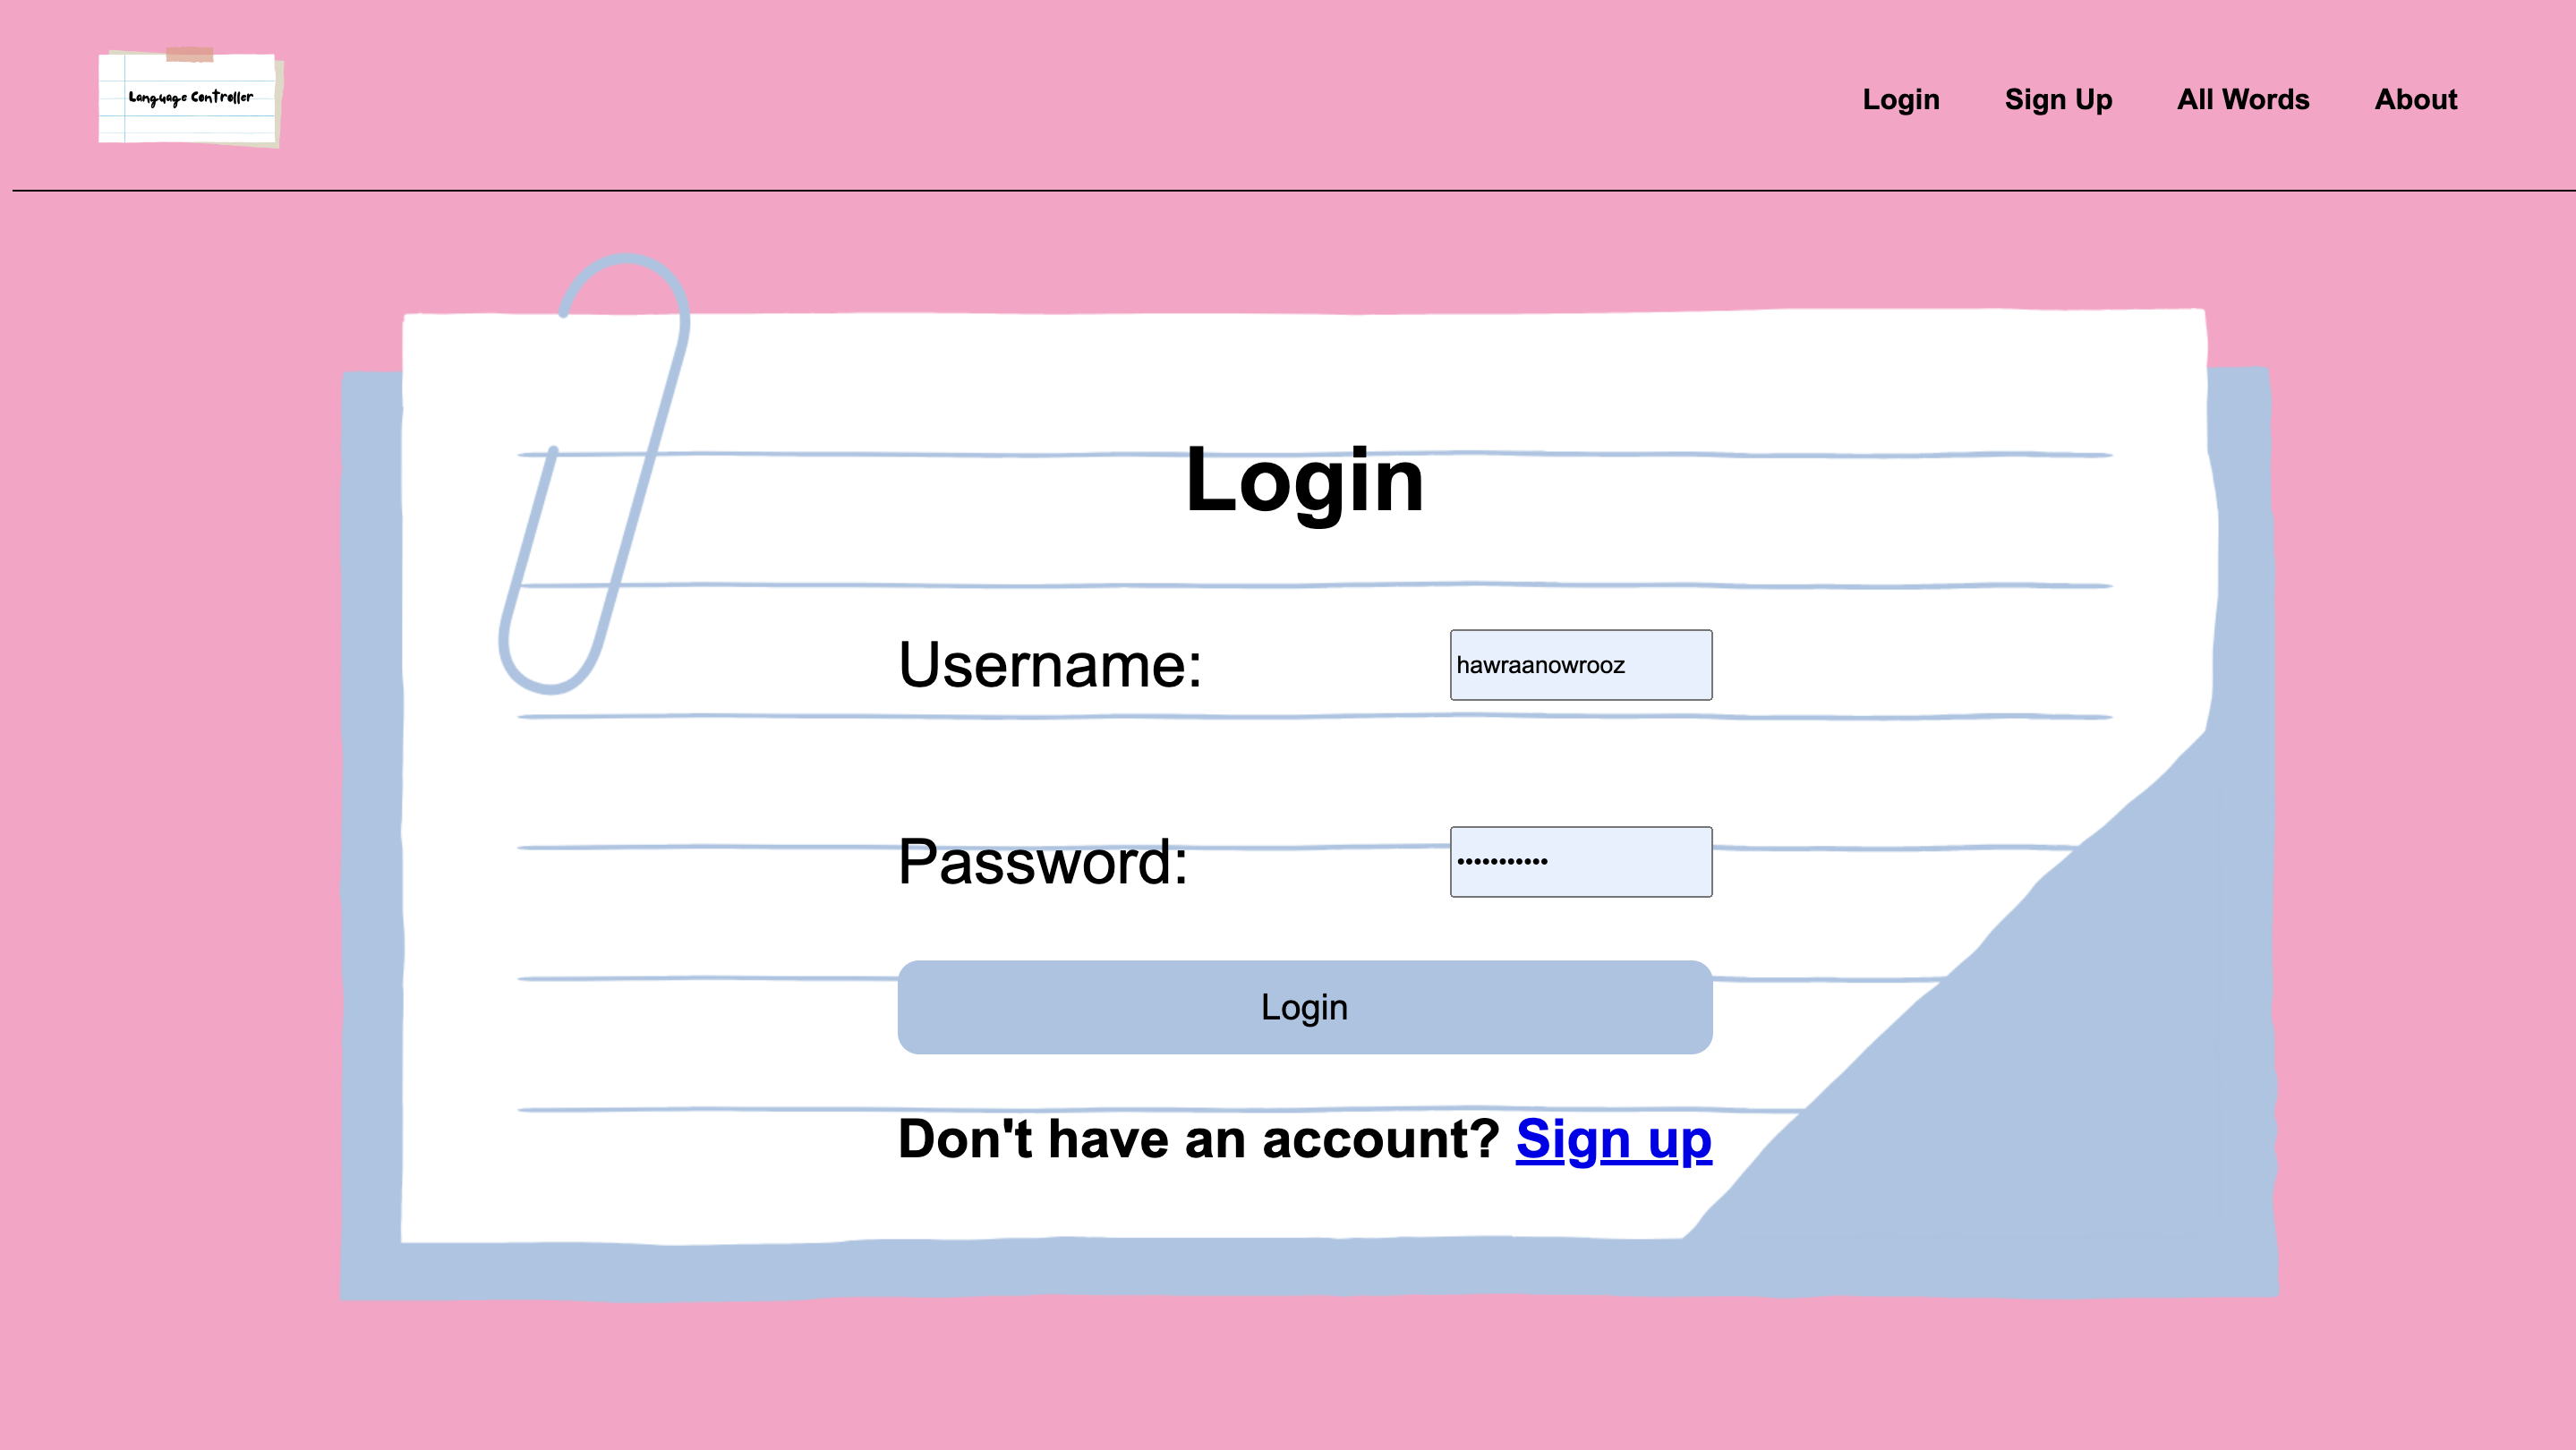 Language Controller
Login Sign Up All Words About
Login
Username: hawraanowrooz
Password: •••••••••••
Login
Don't have an account? Sign up